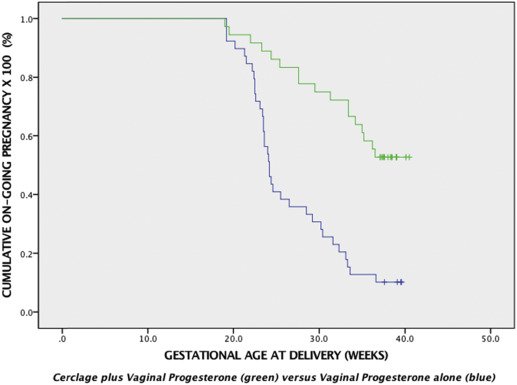 CUMULATIVE ON-GOING PREGNANCY X 100 (%)
1.0
0.8
0.6
0.4
0.2
0.0
.0 10.0 20.0 30.0 40.0 50.0
GESTATIONAL AGE AT DELIVERY (WEEKS)
Cerclage plus Vaginal Progesterone (green) versus Vaginal Progesterone alone (blue)